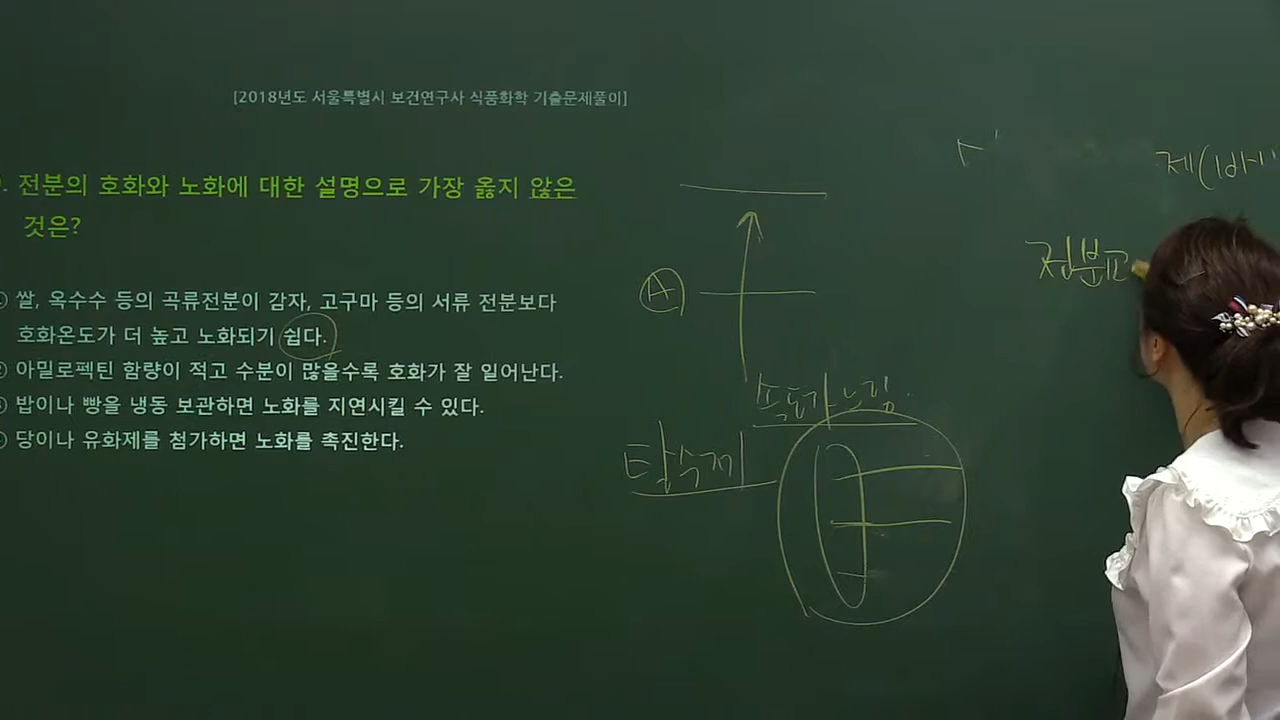 [2018년도 서울특별시 보건연구사 식품화학 기출문제풀이]
. 전분의 호화와 노화에 대한 설명으로 가장 옳지 않은
것은?
쌀, 옥수수 등의 곡류전분이 감자, 고구마 등의 서류 전분보다
호화온도가 더 높고 노화되기 쉽다.
② 아밀로펙틴 함량이 적고 수분이 많을수록 호화가 잘 일어난다.
밥이나 빵을 냉동 보관하면 노화를 지연시킬 수 있다.
당이나 유화제를 첨가하면 노화를 촉진한다.
A
속도가 느림.
탈수제